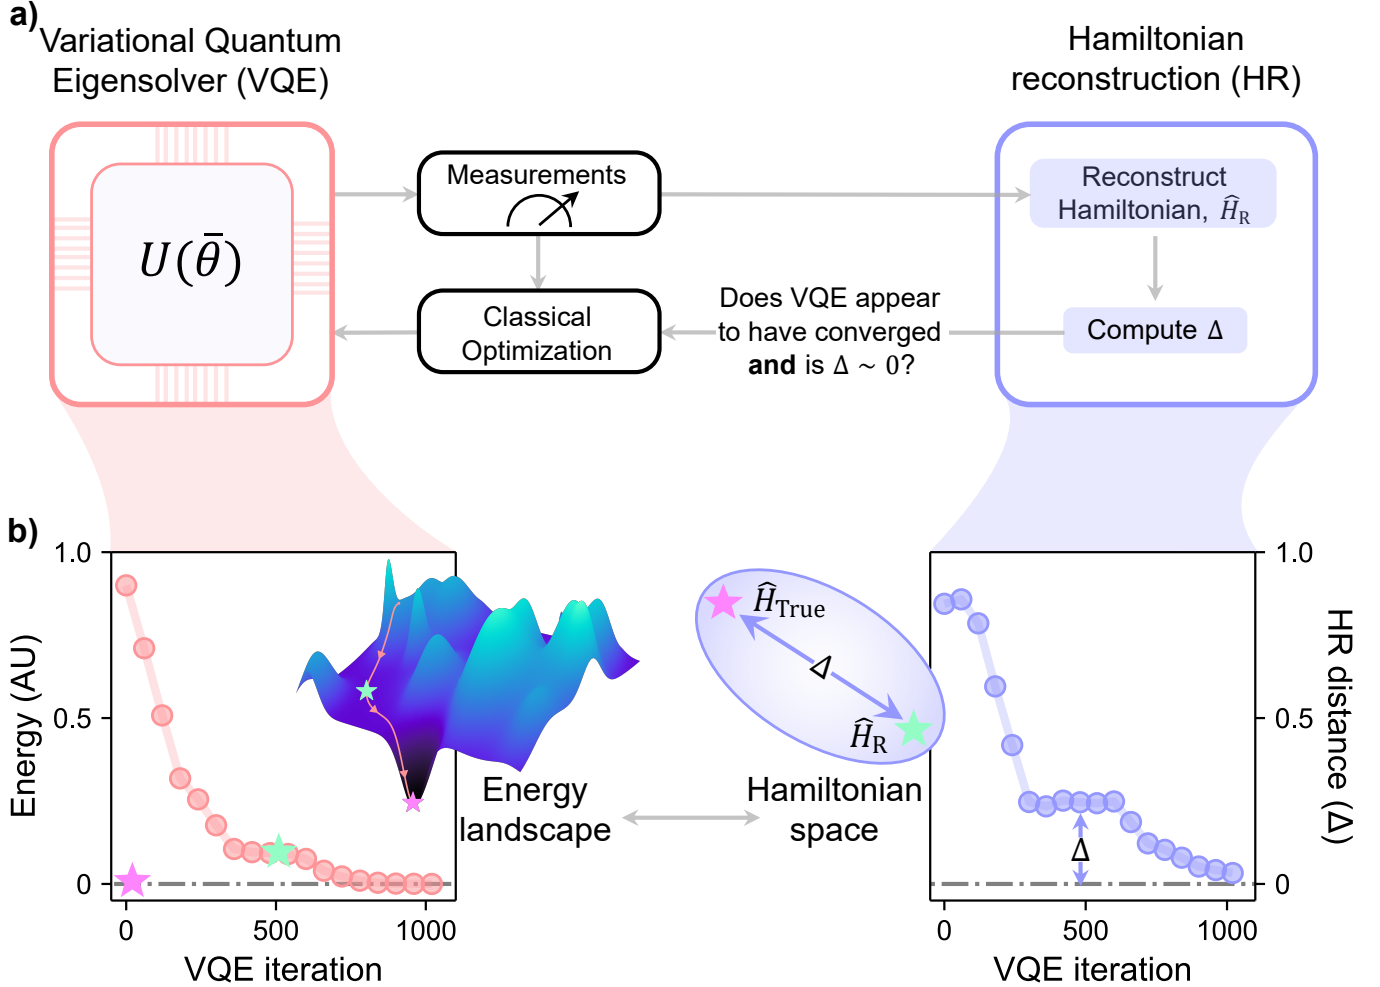 a)
Variational Quantum
Eigensolver (VQE)
Hamiltonian
reconstruction (HR)
U(θ̄)
Measurements
Classical
Optimization
Does VQE appear
to have converged
and is Δ ~ 0?
Reconstruct
Hamiltonian, Ĥ_R
Compute Δ
b)
1.0
0.5
0
Energy (AU)
0 500 1000
VQE iteration
Energy
landscape
Ĥ_True
Δ
Ĥ_R
Hamiltonian
space
Δ
1.0
0.5
0
HR distance (Δ)
0 500 1000
VQE iteration